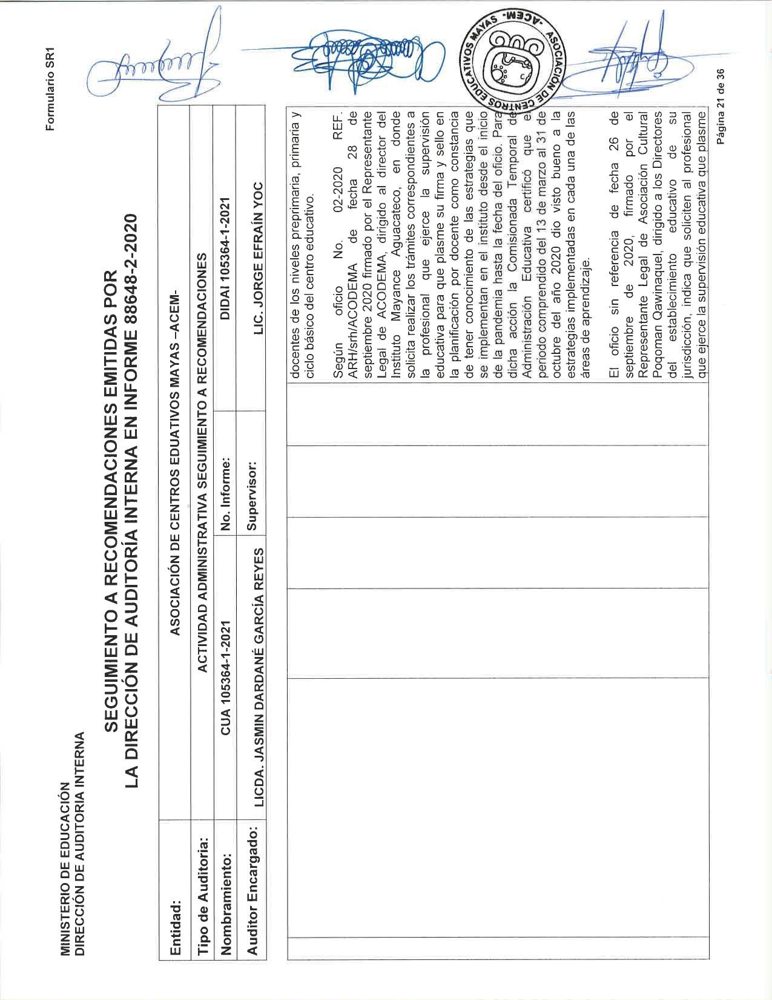 Formulario SR1
MINISTERIO DE EDUCACIÓN
DIRECCIÓN DE AUDITORIA INTERNA
SEGUIMIENTO A RECOMENDACIONES EMITIDAS POR
LA DIRECCIÓN DE AUDITORÍA INTERNA EN INFORME 88648-2-2020
Entidad: ASOCIACIÓN DE CENTROS EDUATIVOS MAYAS –ACEM-
Tipo de Auditoria: ACTIVIDAD ADMINISTRATIVA SEGUIMIENTO A RECOMENDACIONES
Nombramiento: CUA 105364-1-2021 No. Informe: DIDAI 105364-1-2021
Auditor Encargado: LICDA. JASMIN DARDANÉ GARCÍA REYES Supervisor: LIC. JORGE EFRAÍN YOC
docentes de los niveles preprimaria, primaria y
ciclo básico del centro educativo.
Según oficio No. 02-2020 REF.
ARH/srh/ACODEMA de fecha 28 de
septiembre 2020 firmado por el Representante
Legal de ACODEMA, dirigido al director del
Instituto Mayance Aguacateco, en donde
solicita realizar los trámites correspondientes a
la profesional que ejerce la supervisión
educativa para que plasme su firma y sello en
la planificación por docente como constancia
de tener conocimiento de las estrategias que
se implementan en el instituto desde el inicio
de la pandemia hasta la fecha del oficio. Para
dicha acción la Comisionada Temporal de
Administración Educativa certificó que el
periodo comprendido del 13 de marzo al 31 de
octubre del año 2020 dio visto bueno a la
estrategias implementadas en cada una de las
áreas de aprendizaje.
El oficio sin referencia de fecha 26 de
septiembre de 2020, firmado por el
Representante Legal de Asociación Cultural
Poqoman Qawinaquel, dirigido a los Directores
del establecimiento educativo de su
jurisdicción, indica que soliciten al profesional
que ejerce la supervisión educativa que plasme
ASOCIACIÓN DE CENTROS EDUCATIVOS MAYAS -ACEM-
Página 21 de 36